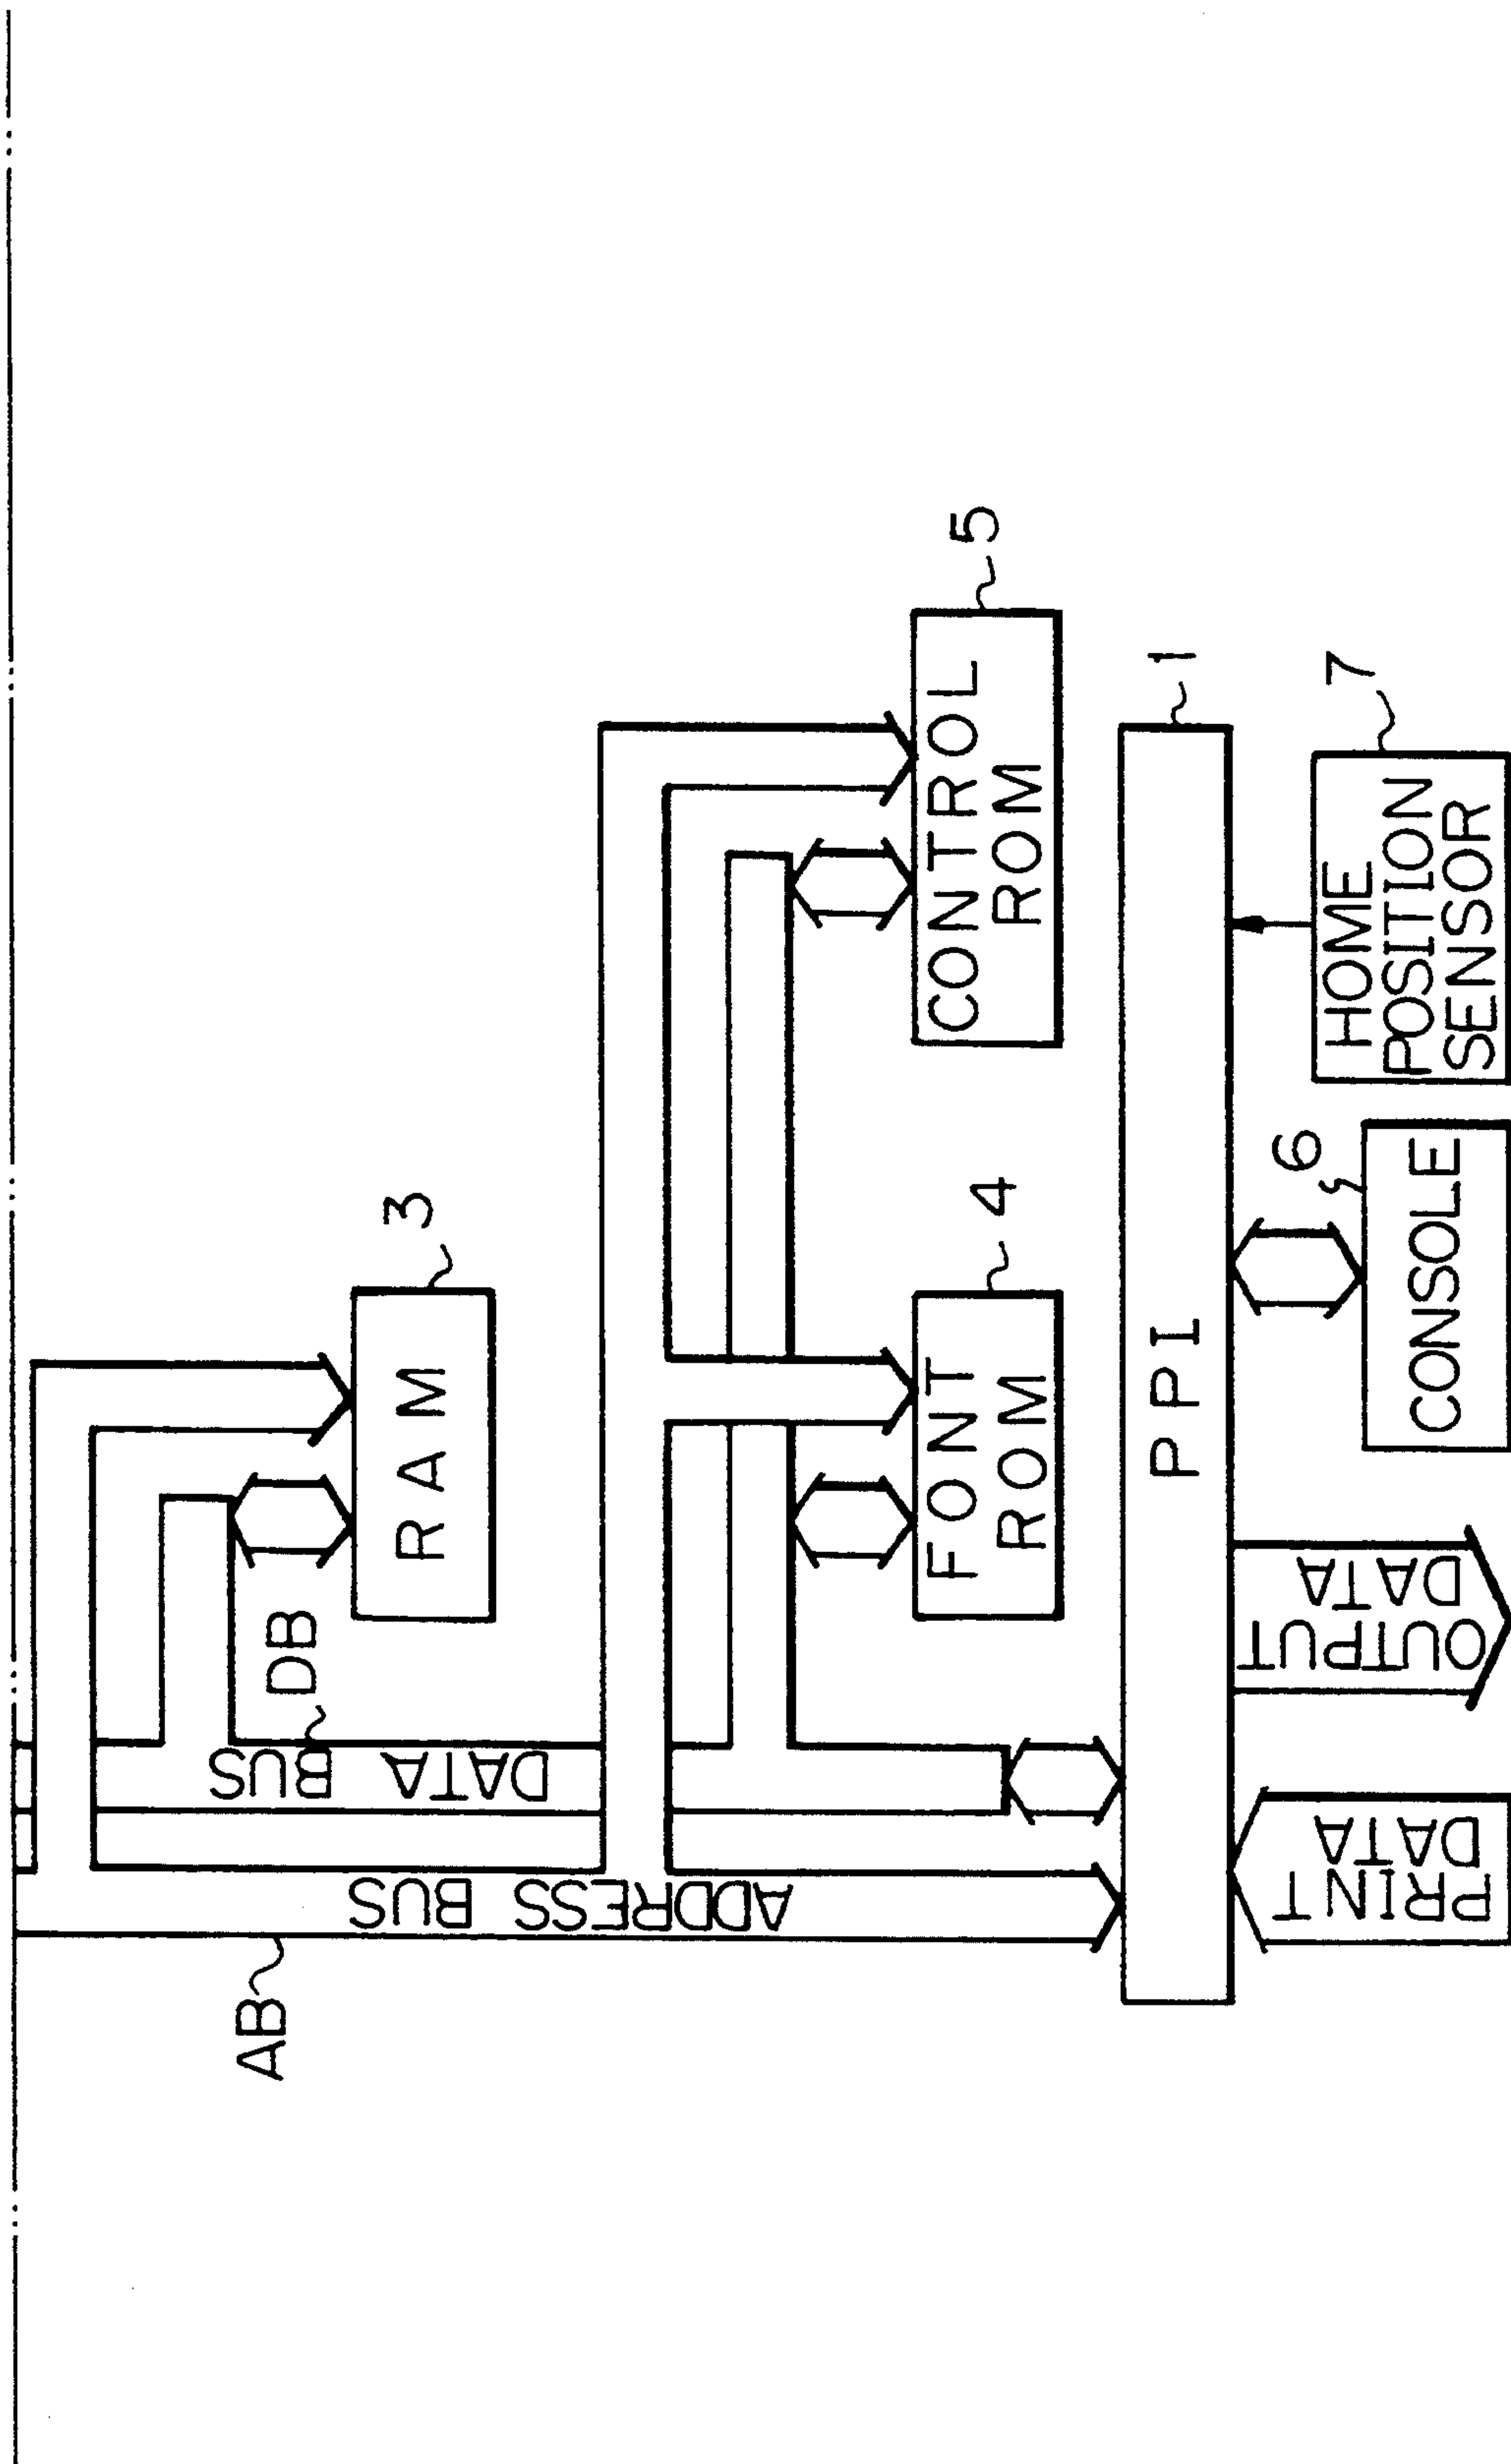 AB
ADDRESS BUS
DATA BUS
DB
RAM
3
FONT
ROM
4
CONTROL
ROM
5
PPI
1
PRINT
DATA
OUTPUT
DATA
CONSOLE
6
HOME
POSITION
SENSOR
7